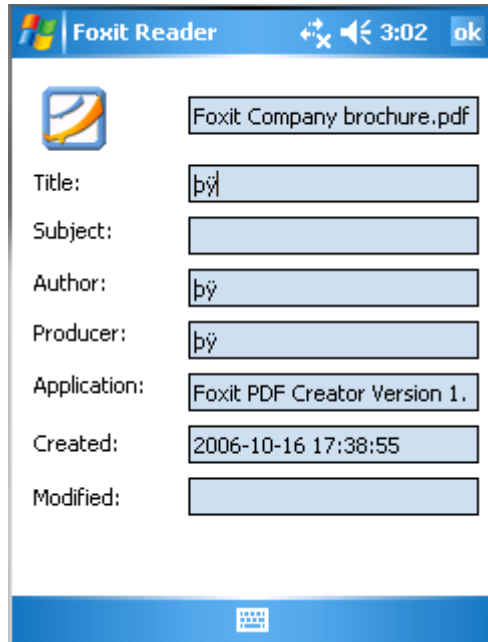 Foxit Reader 3:02 ok
Foxit Company brochure.pdf
Title: þÿ
Subject:
Author: þÿ
Producer: þÿ
Application: Foxit PDF Creator Version 1.
Created: 2006-10-16 17:38:55
Modified: